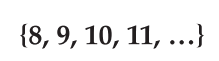 {8, 9, 10, 11, …}